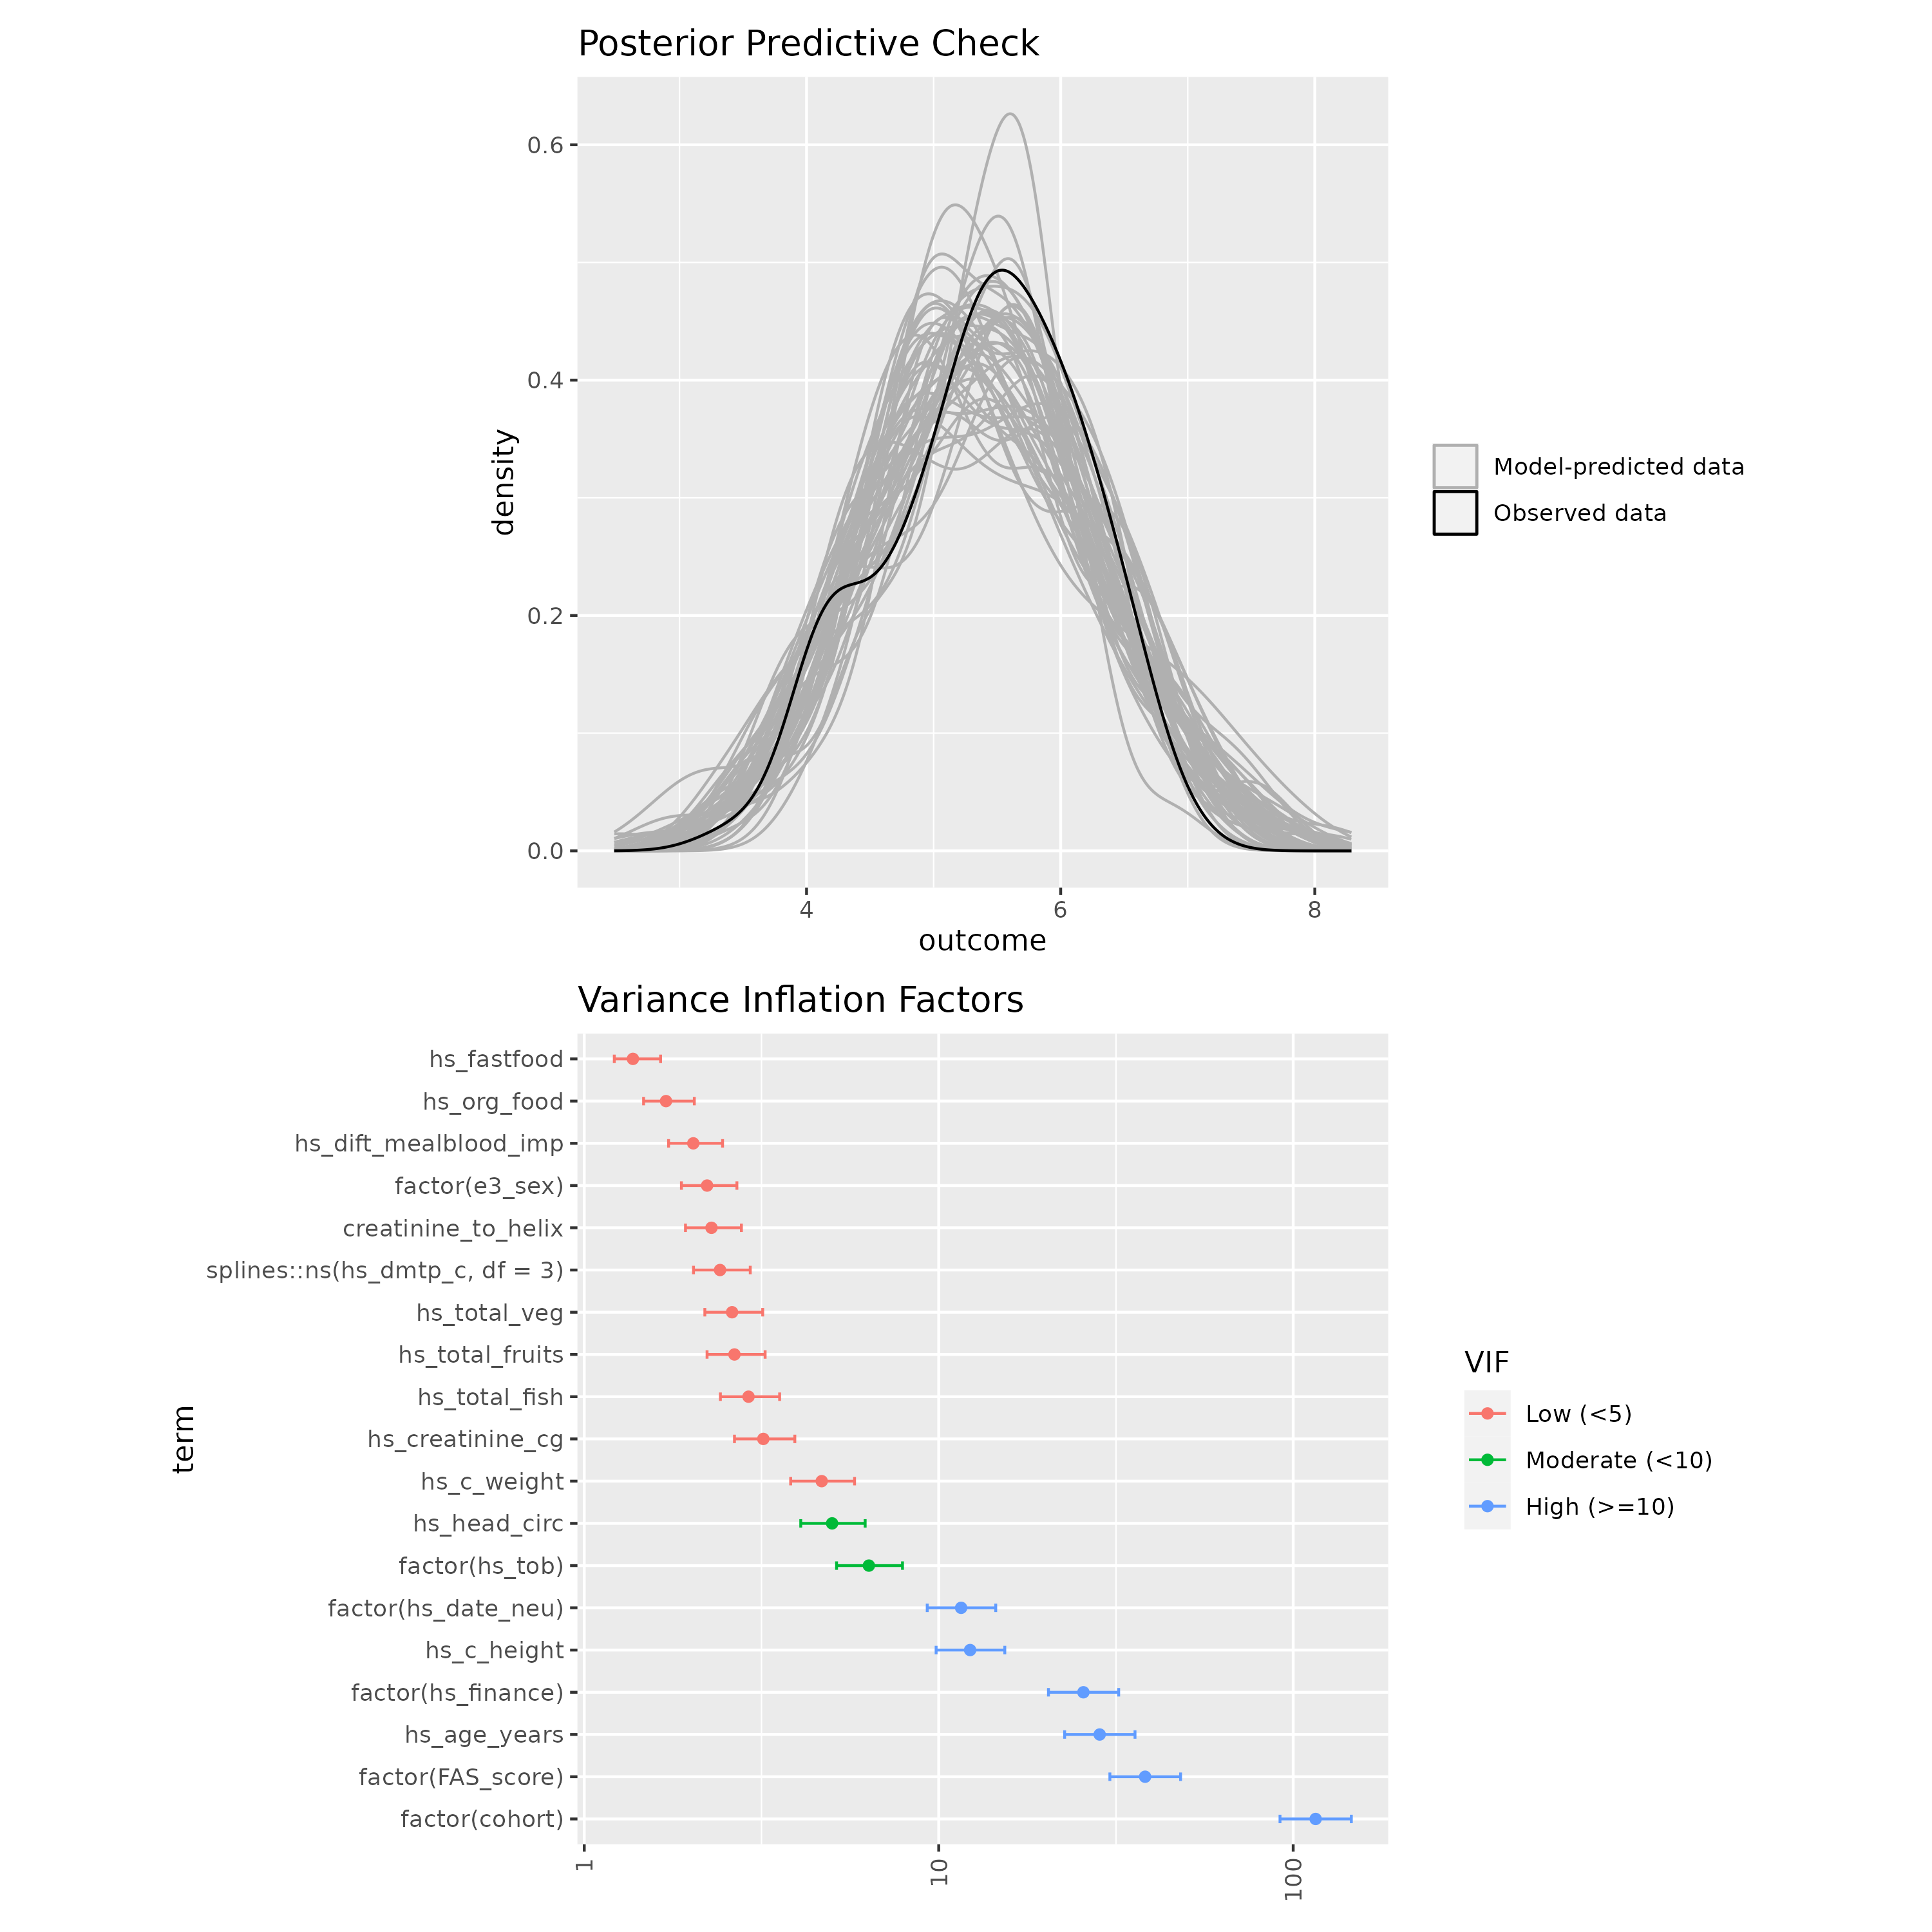 Posterior Predictive Check
0.6
0.4
0.2
0.0
density
4
6
8
outcome
Model-predicted data
Observed data
Variance Inflation Factors
hs_fastfood
hs_org_food
hs_dift_mealblood_imp
factor(e3_sex)
creatinine_to_helix
splines::ns(hs_dmtp_c, df = 3)
hs_total_veg
hs_total_fruits
hs_total_fish
hs_creatinine_cg
hs_c_weight
hs_head_circ
factor(hs_tob)
factor(hs_date_neu)
hs_c_height
factor(hs_finance)
hs_age_years
factor(FAS_score)
factor(cohort)
term
1
10
100
VIF
Low (<5)
Moderate (<10)
High (>=10)